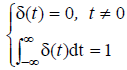 δ(t) = 0, t ≠ 0
∫_{-∞}^{∞} δ(t)dt = 1